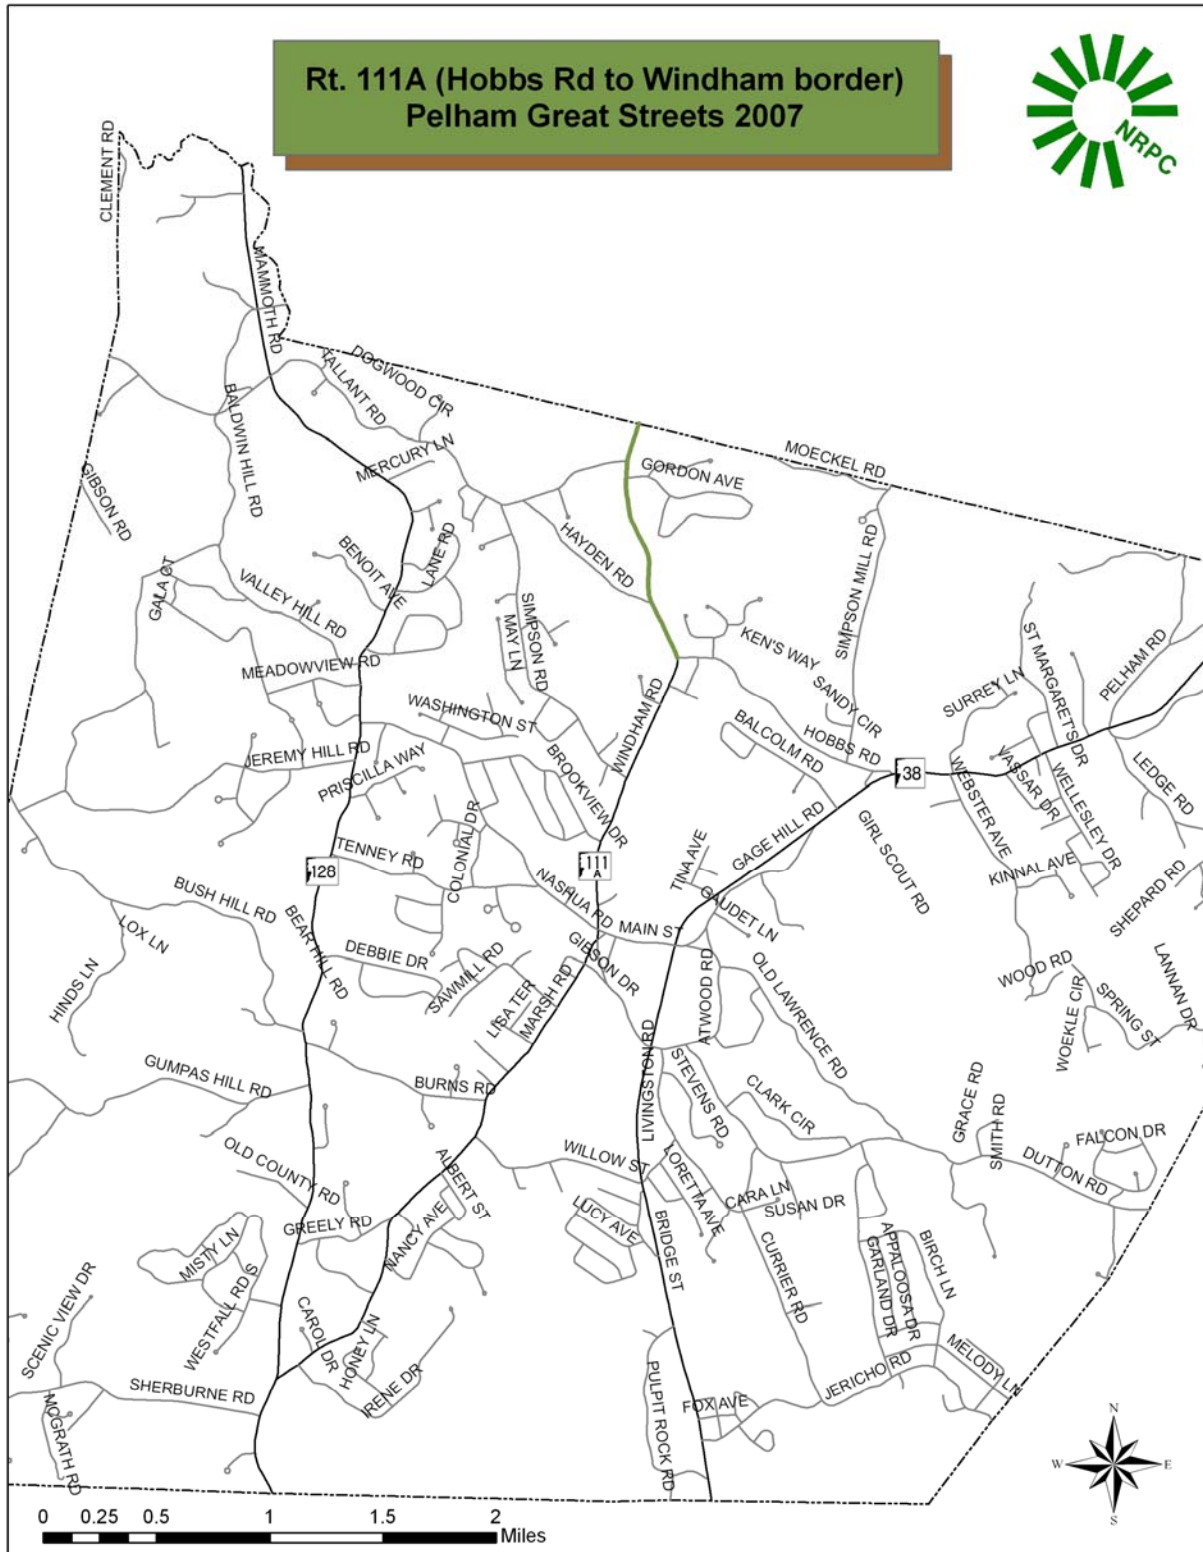 Rt. 111A (Hobbs Rd to Windham border)
Pelham Great Streets 2007
NRPC
CLEMENT RD
MAMMOTH RD
DOGWOOD CIR
TALLANT RD
BALDWIN HILL RD
MERCURY LN
MOECKEL RD
GORDON AVE
GIBSON RD
HAYDEN RD
LANE RD
BENOIT AVE
GALA CT
VALLEY HILL RD
SIMPSON MILL RD
SIMPSON RD
MAY LN
KEN'S WAY
ST MARGARETS DR
PELHAM RD
MEADOWVIEW RD
SURREY LN
SANDY CIR
WINDHAM RD
WASHINGTON ST
BALCOLM RD
HOBBS RD
JEREMY HILL RD
PRISCILLA WAY
BROOKVIEW DR
38
VASSAR DR
WELLESLEY DR
LEDGE RD
WEBSTER AVE
COLONIAL DR
GAGE HILL RD
GIRL SCOUT RD
TENNEY RD
128
111
A
TINA AVE
KINNAL AVE
SHEPARD RD
BUSH HILL RD
NASHUA RD
GAUDET LN
MAIN ST
LOX LN
BEAR HILL RD
DEBBIE DR
GIBSON DR
HINDS LN
SAWMILL RD
LISA TER
MARSH RD
ATWOOD RD
OLD LAWRENCE RD
WOOD RD
LANNAN DR
SPRING ST
WOEKLE CIR
GUMPAS HILL RD
BURNS RD
LIVINGSTON RD
STEVENS RD
CLARK CIR
GRACE RD
SMITH RD
FALCON DR
DUTTON RD
OLD COUNTY RD
ALBERT ST
WILLOW ST
LORETTA AVE
CARA LN
SUSAN DR
GREELY RD
NANCY AVE
LUCY AVE
BRIDGE ST
MISTY LN
WESTFALL RD S
CURRIER RD
GARLAND DR
APPALOOSA DR
BIRCH LN
SCENIC VIEW DR
CAROL DR
HONEY LN
IRENE DR
MELODY LN
JERICHO RD
SHERBURNE RD
MCGRATH RD
PULPIT ROCK RD
FOX AVE
N
W
E
S
0 0.25 0.5 1 1.5 2
Miles